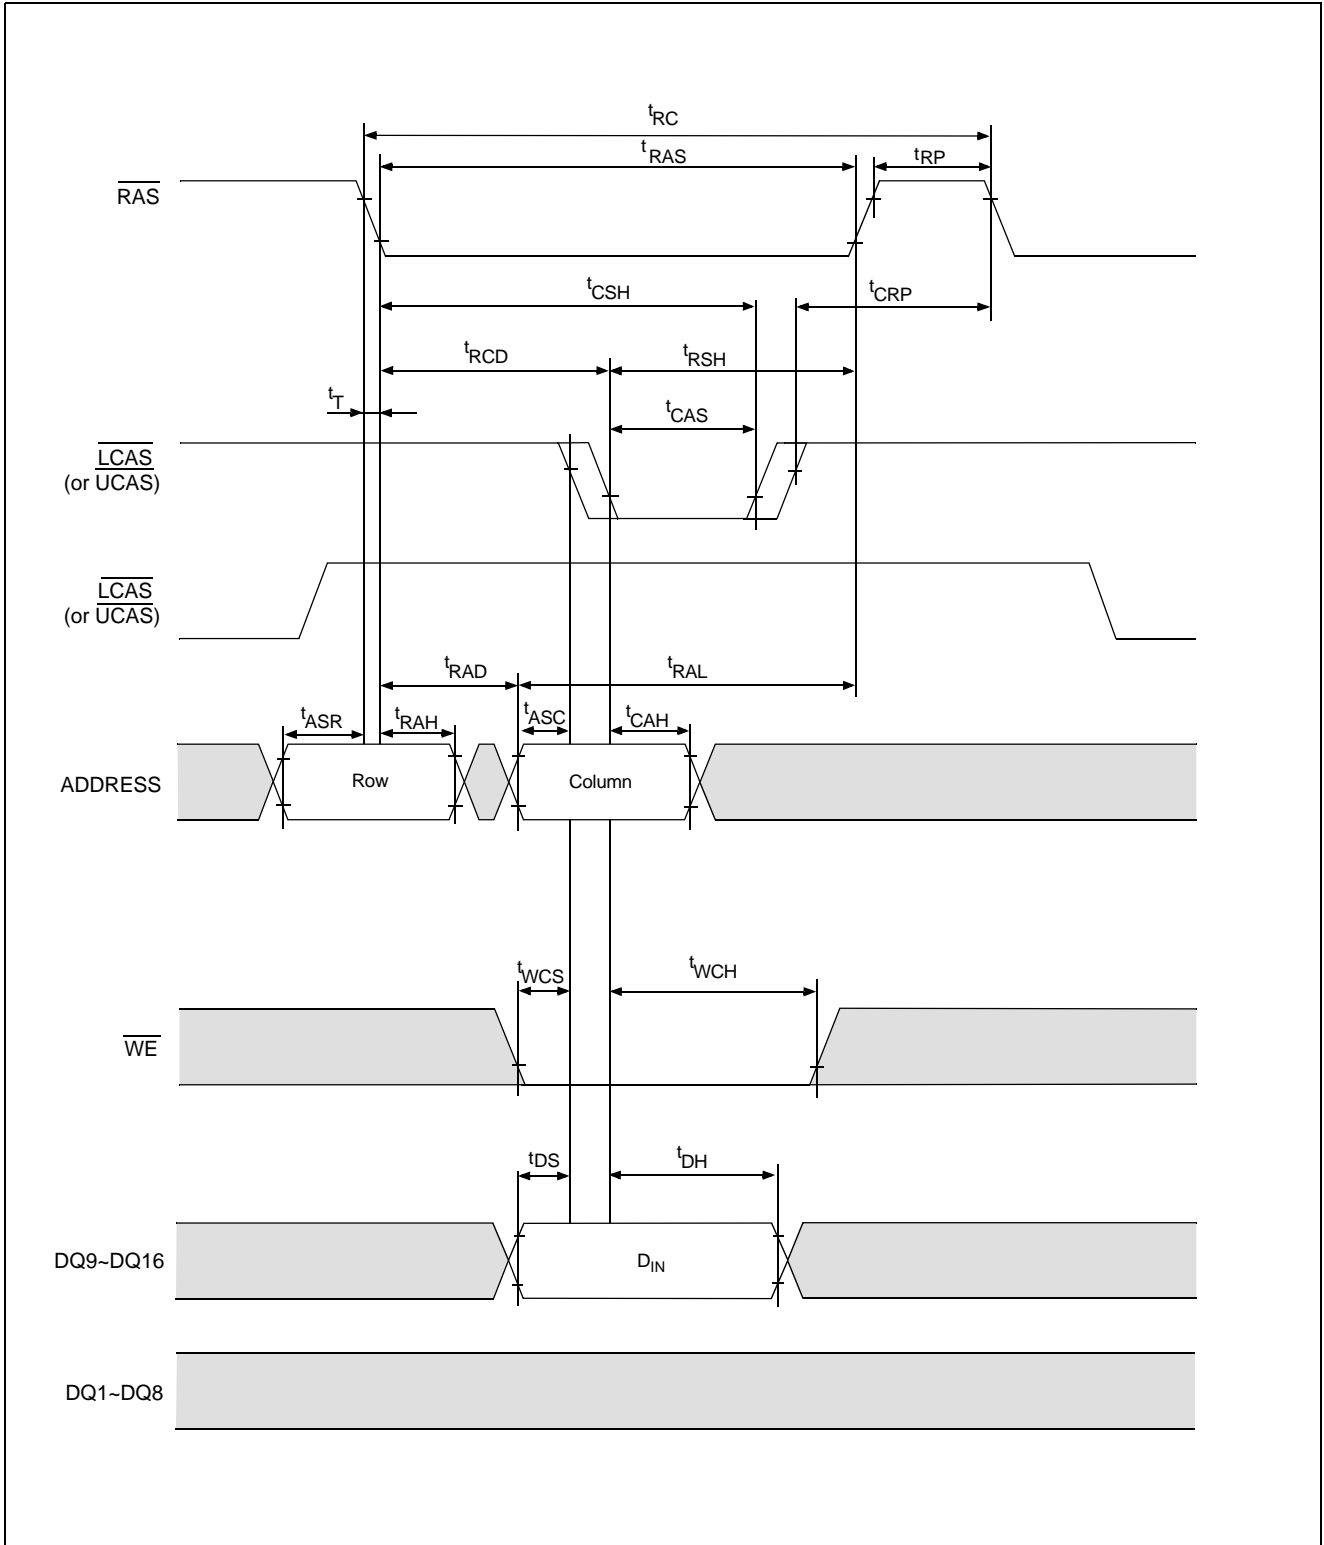 tRC
tRAS
tRP
RAS
tCSH
tCRP
tRCD
tRSH
tT
tCAS
LCAS
(or UCAS)
LCAS
(or UCAS)
tRAD
tRAL
tASR
tRAH
tASC
tCAH
ADDRESS
Row
Column
tWCS
tWCH
WE
tDS
tDH
DQ9~DQ16
DIN
DQ1~DQ8